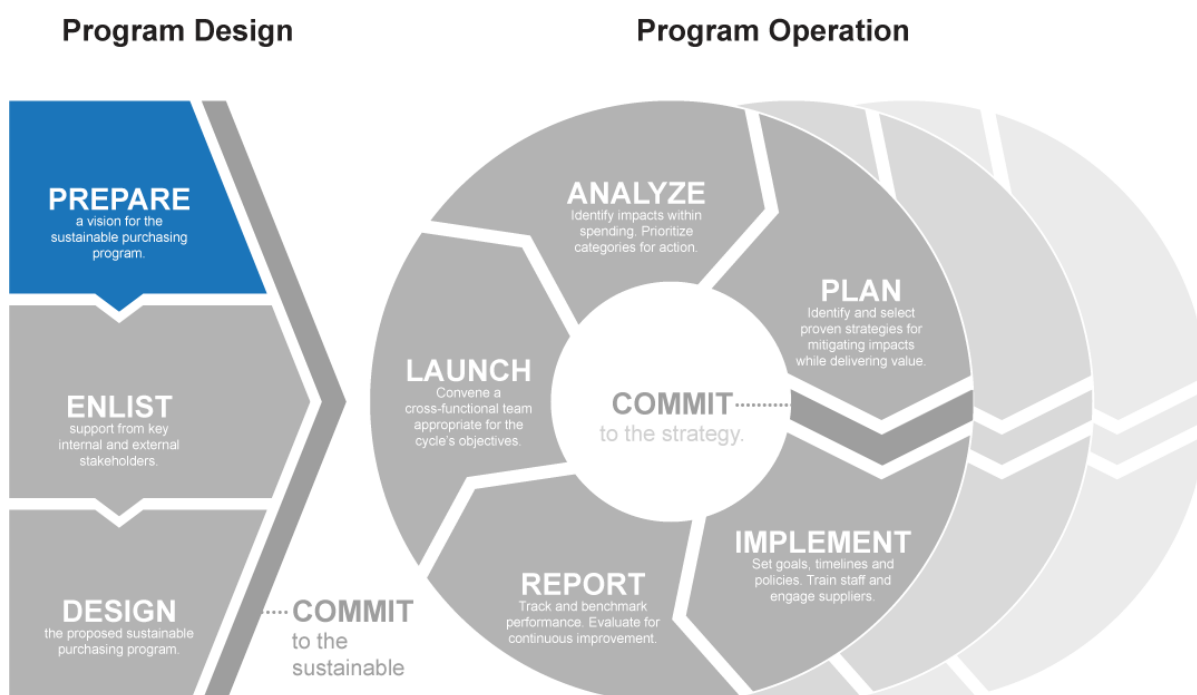 Program Design
Program Operation
PREPARE
a vision for the
sustainable purchasing
program.
ENLIST
support from key
internal and external
stakeholders.
DESIGN
the proposed sustainable
purchasing program.
COMMIT
to the
sustainable
ANALYZE
Identify impacts within
spending. Prioritize
categories for action.
PLAN
Identify and select
proven strategies for
mitigating impacts
while delivering value.
LAUNCH
Convene a
cross-functional team
appropriate for the
cycle's objectives.
COMMIT
to the strategy.
IMPLEMENT
Set goals, timelines and
policies. Train staff and
engage suppliers.
REPORT
Track and benchmark
performance. Evaluate for
continuous improvement.